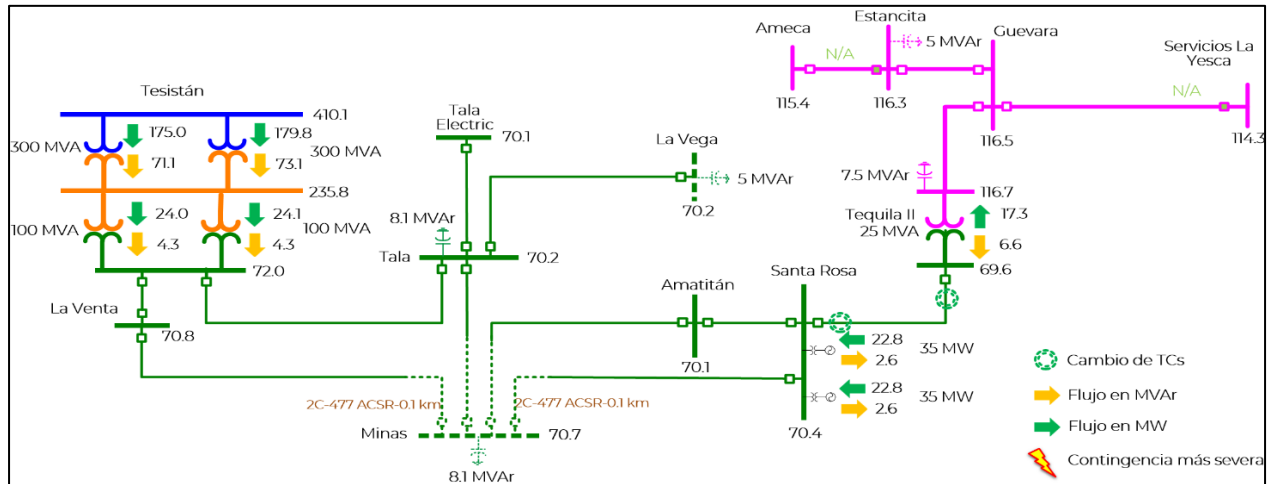 Estancita
Ameca
Guevara
5 MVAr
Servicios La
Yesca
N/A
N/A
Tesistán
410.1
Tala
Electric
70.1
115.4
116.3
175.0
179.8
300 MVA
300 MVA
71.1
73.1
La Vega
116.5
114.3
7.5 MVAr
5 MVAr
235.8
116.7
70.2
24.0
24.1
8.1 MVAr
Tequila II
17.3
100 MVA
100 MVA
25 MVA
4.3
4.3
6.6
Tala
70.2
Santa Rosa
72.0
69.6
Amatitán
La Venta
70.8
22.8
35 MW
70.1
2.6
Cambio de TCs
22.8
35 MW
Flujo en MVAr
2C-477 ACSR-0.1 km
2C-477 ACSR-0.1 km
2.6
Flujo en MW
Minas
70.7
70.4
Contingencia más severa
8.1 MVAr